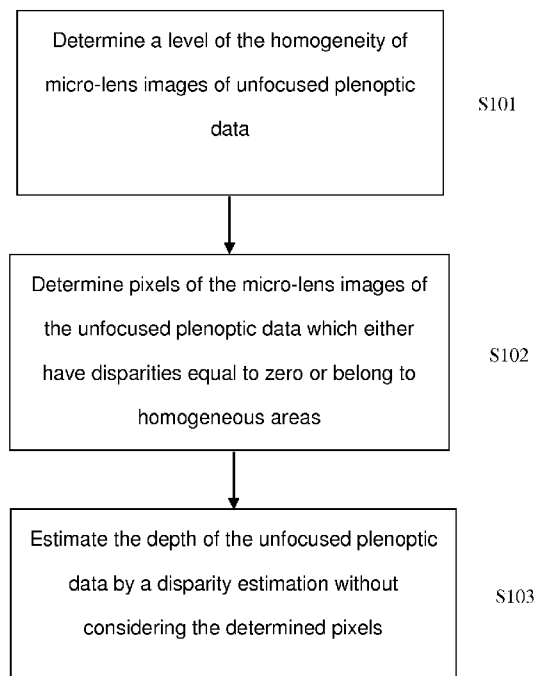 Determine a level of the homogeneity of
micro-lens images of unfocused plenoptic
data
S101
Determine pixels of the micro-lens images of
the unfocused plenoptic data which either
have disparities equal to zero or belong to
homogeneous areas
S102
Estimate the depth of the unfocused plenoptic
data by a disparity estimation without
considering the determined pixels
S103